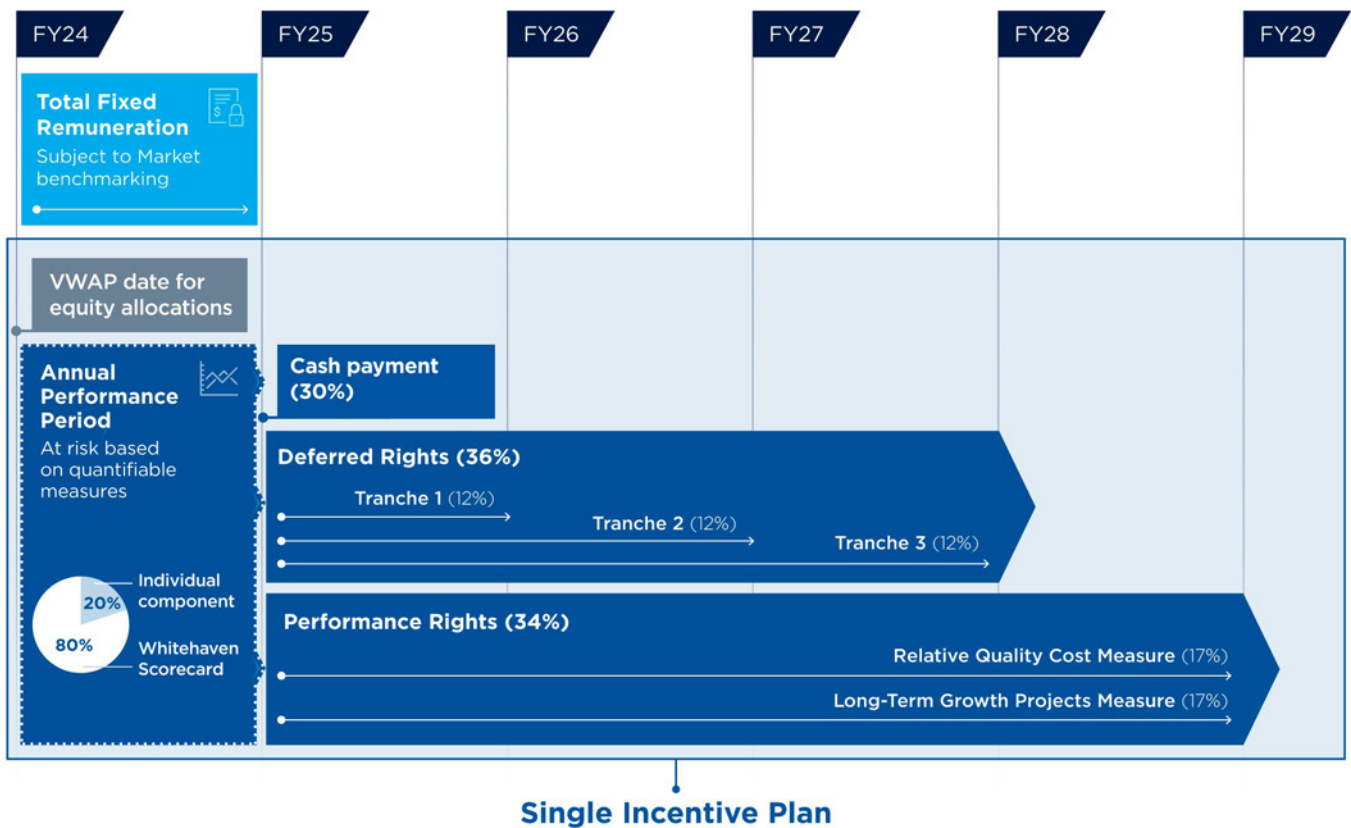 FY24 FY25 FY26 FY27 FY28 FY29
Total Fixed
Remuneration
Subject to Market
benchmarking
VWAP date for
equity allocations
Annual
Performance
Period
At risk based
on quantifiable
measures
Individual
component
20%
80%
Whitehaven
Scorecard
Cash payment
(30%)
Deferred Rights (36%)
Tranche 1 (12%)
Tranche 2 (12%)
Tranche 3 (12%)
Performance Rights (34%)
Relative Quality Cost Measure (17%)
Long-Term Growth Projects Measure (17%)
Single Incentive Plan